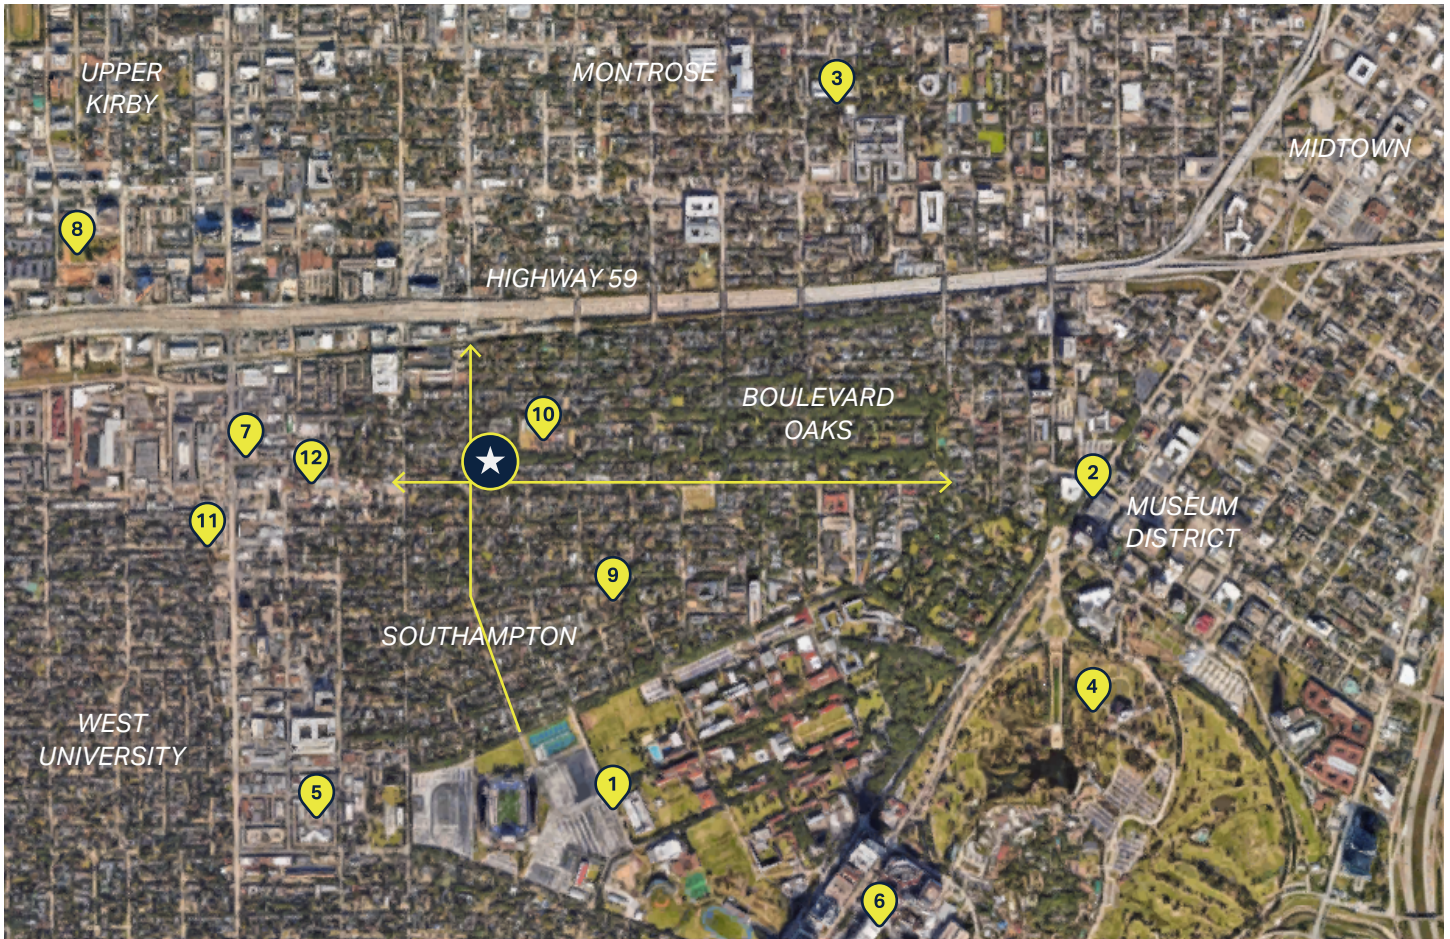 UPPER
KIRBY
MONTROSE
3
MIDTOWN
8
HIGHWAY 59
BOULEVARD
OAKS
10
7
12
2
11
MUSEUM
DISTRICT
9
SOUTHAMPTON
4
WEST
UNIVERSITY
5
1
6